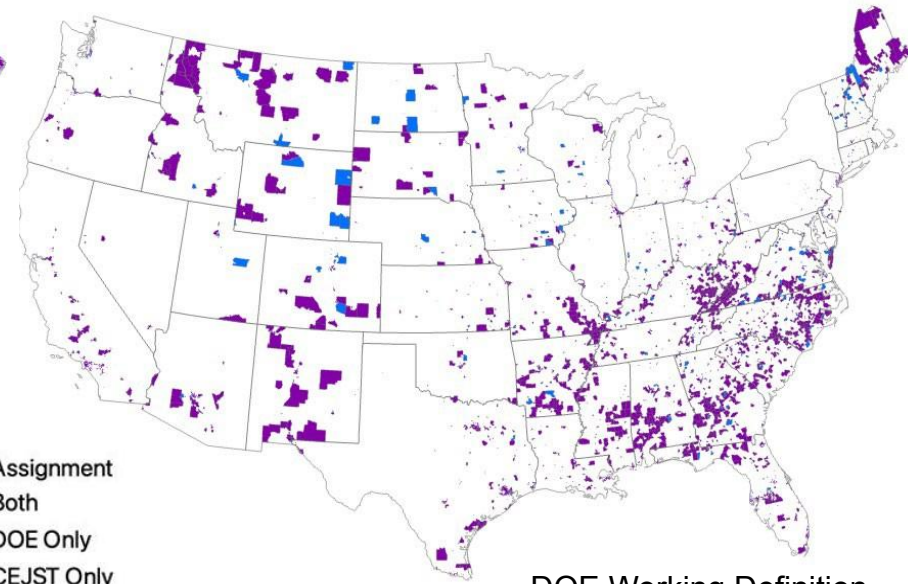 Assignment
Both
DOE Only
CEJST Only
DOE Working Definition